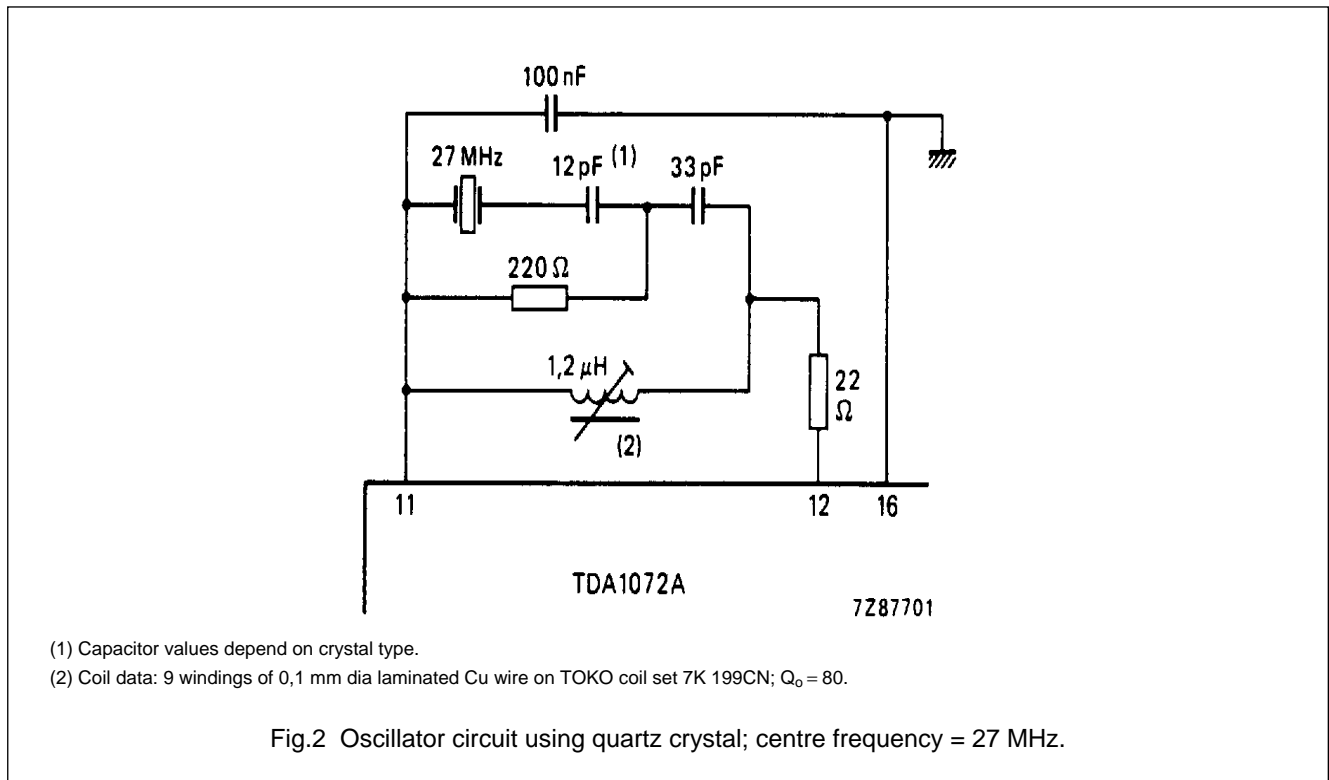 100 nF
27 MHz
12 pF (1)
33 pF
220 Ω
1,2 μH
(2)
22
Ω
11
12
16
TDA1072A
7Z87701
(1) Capacitor values depend on crystal type.
(2) Coil data: 9 windings of 0,1 mm dia laminated Cu wire on TOKO coil set 7K 199CN; Qo = 80.
Fig.2 Oscillator circuit using quartz crystal; centre frequency = 27 MHz.